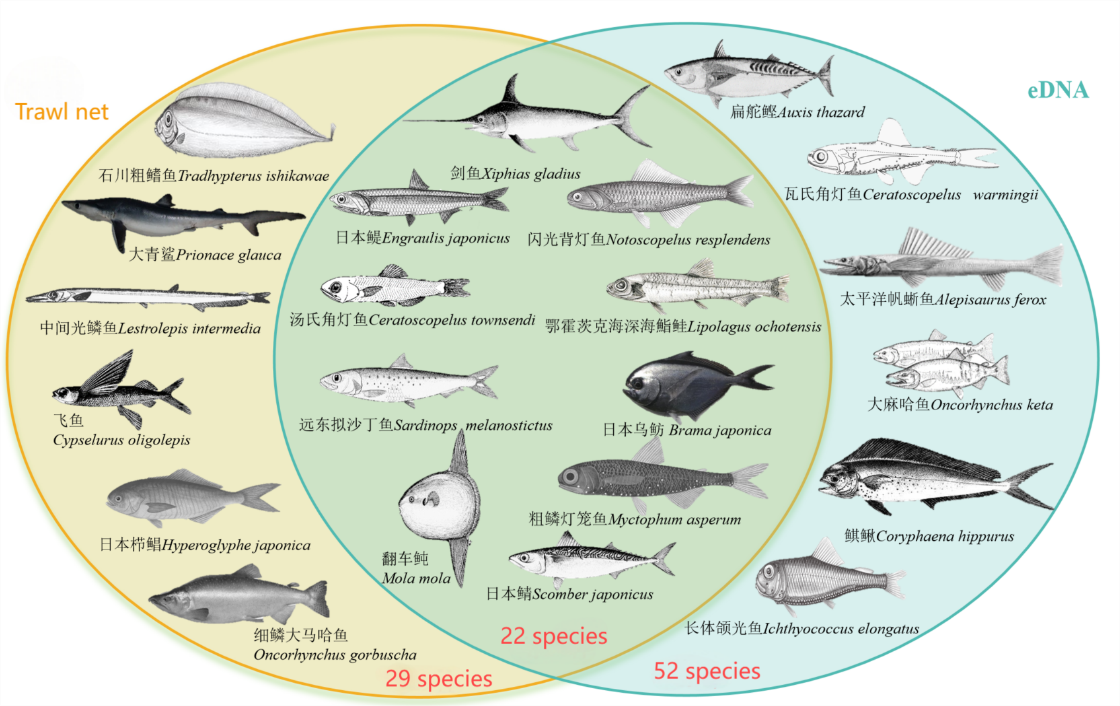 Trawl net
石川粗鳍鱼Tradhypterus ishikawae
大青鲨Prionace glauca
中间光鳞鱼Lestrolepis intermedia
飞鱼
Cypselurus oligolepis
日本栉鲳Hyperoglyphe japonica
细鳞大马哈鱼
Oncorhynchus gorbuscha
29 species
剑鱼Xiphias gladius
日本鳀Engraulis japonicus
闪光背灯鱼Notoscopelus resplendens
汤氏角灯鱼Ceratoscopelus townsendi
鄂霍茨克海深海鲑鲑Lipolagus ochotensis
远东拟沙丁鱼Sardinops melanostictus
日本乌鲂 Brama japonica
粗鳞灯笼鱼Myctophum asperum
翻车鲀
Mola mola
日本鲭Scomber japonicus
22 species
eDNA
扁舵鲣Auxis thazard
瓦氏角灯鱼Ceratoscopelus warmingii
太平洋帆蜥鱼Alepisaurus ferox
大麻哈鱼Oncorhynchus keta
鲯鳅Coryphaena hippurus
长体颌光鱼Ichthyococcus elongatus
52 species